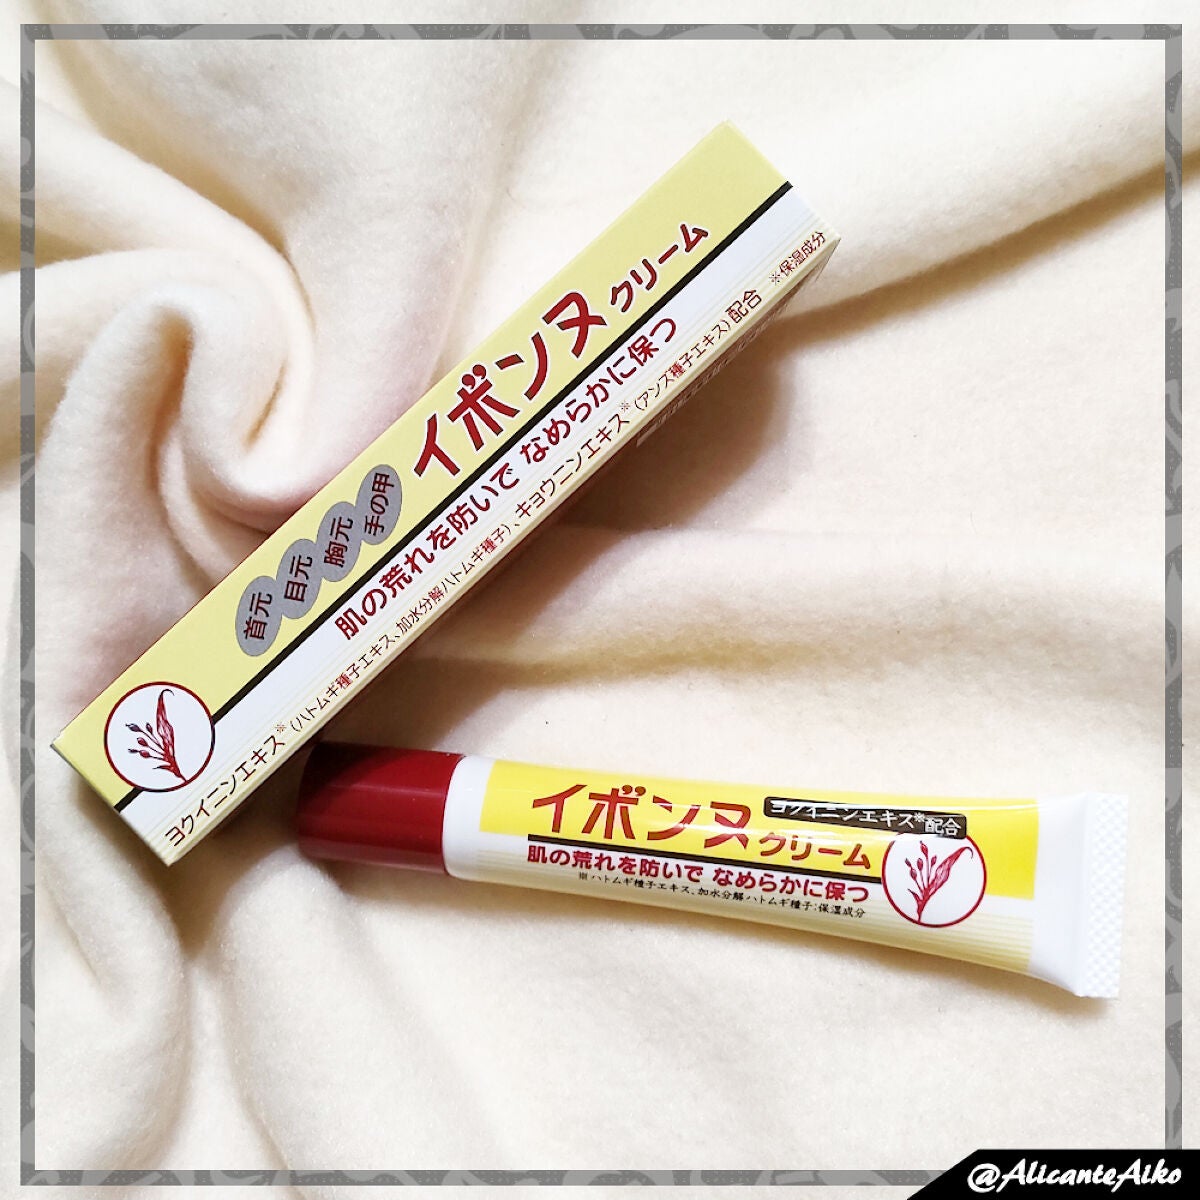 首元
目元
胸元
手の甲
イボンヌクリーム
肌の荒れを防いで なめらかに保つ
ヨクイニンエキス※(ハトムギ種子エキス、加水分解ハトムギ種子)、キョウニンエキス※(アンズ種子エキス)配合 ※保湿成分
イボンヌクリーム
ヨクイニンエキス※配合
肌の荒れを防いで なめらかに保つ
※ハトムギ種子エキス、加水分解ハトムギ種子:保湿成分
@AlicanteAiko